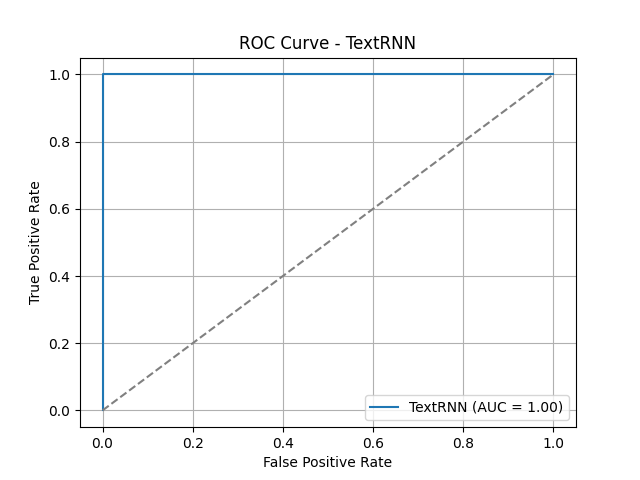 ROC Curve - TextRNN
True Positive Rate
1.0
0.8
0.6
0.4
0.2
0.0
TextRNN (AUC = 1.00)
0.0 0.2 0.4 0.6 0.8 1.0
False Positive Rate